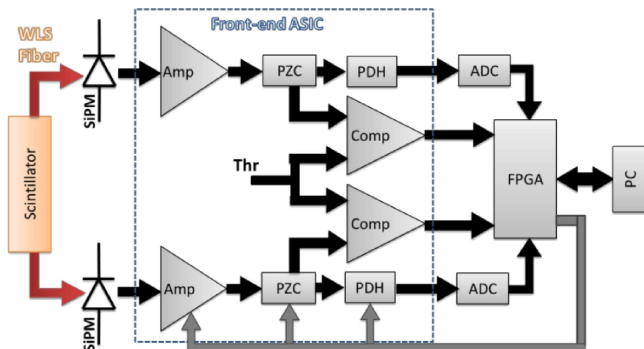 WLS
Fiber
Front-end ASIC
SiPM
Amp
PZC
PDH
ADC
Comp
Scintillator
Thr
FPGA
PC
Comp
SiPM
Amp
PZC
PDH
ADC